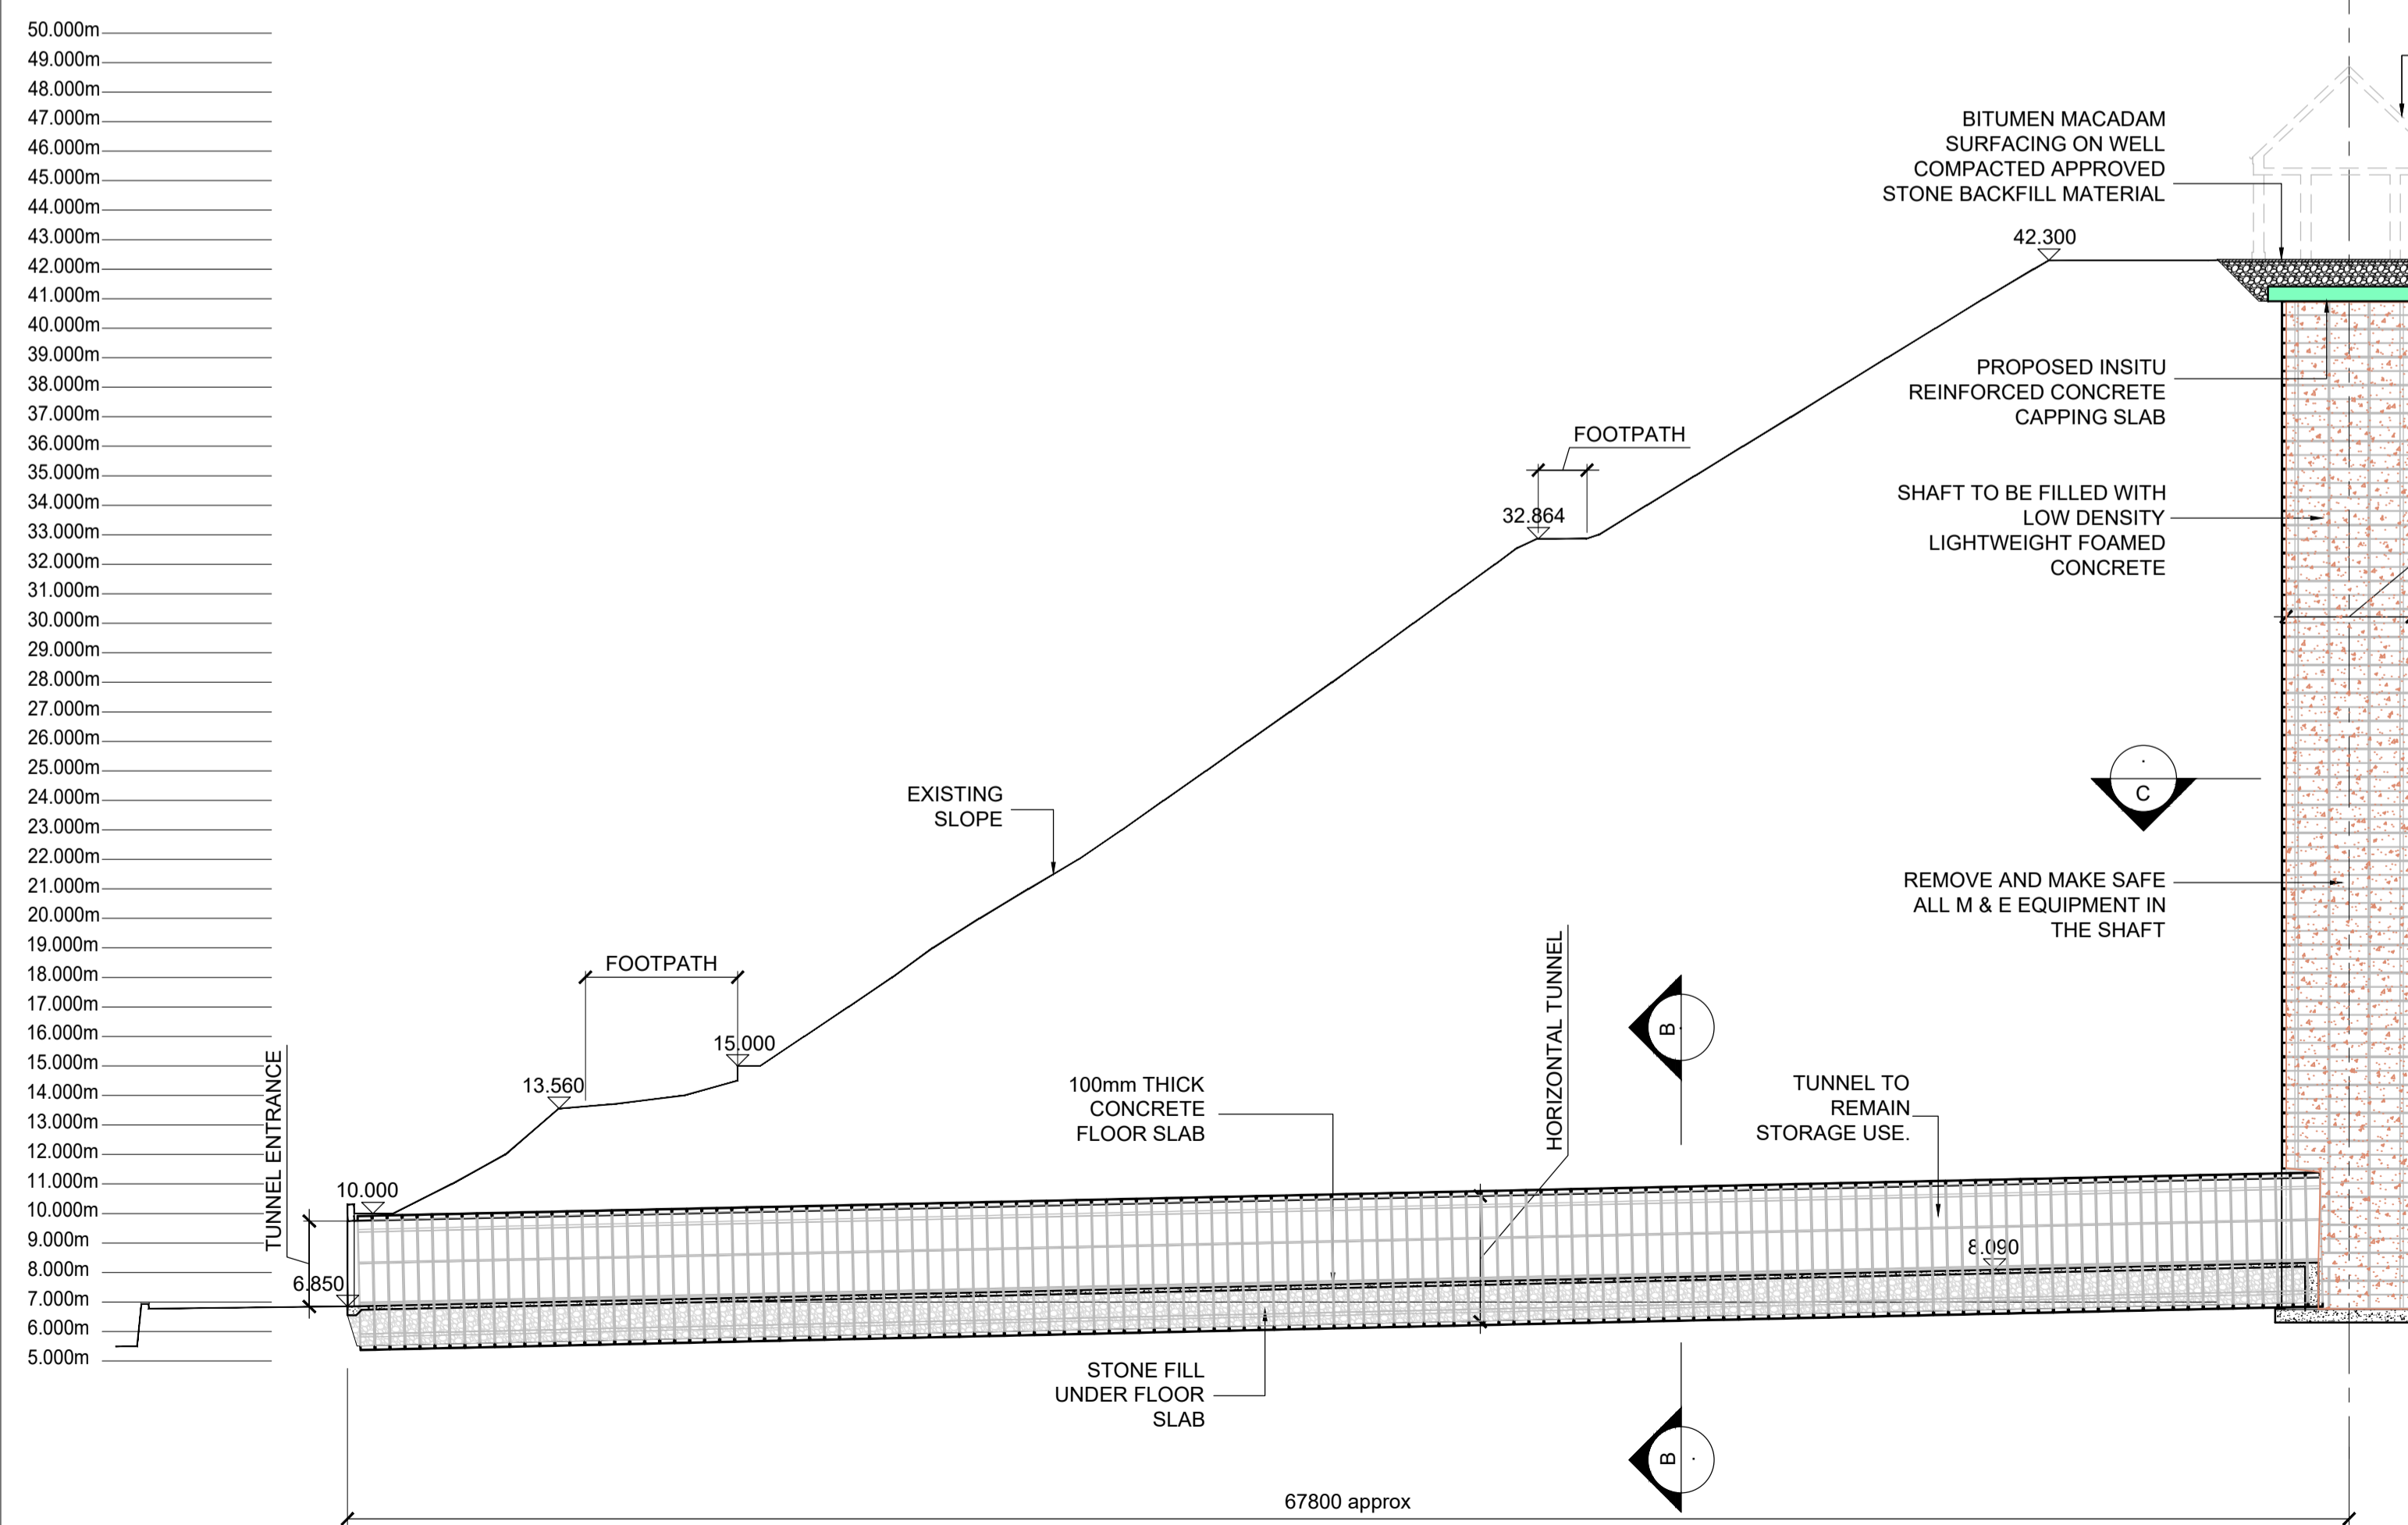 50.000m
49.000m
48.000m
47.000m
46.000m
45.000m
44.000m
43.000m
42.000m
41.000m
40.000m
39.000m
38.000m
37.000m
36.000m
35.000m
34.000m
33.000m
32.000m
31.000m
30.000m
29.000m
28.000m
27.000m
26.000m
25.000m
24.000m
23.000m
22.000m
21.000m
20.000m
19.000m
18.000m
17.000m
16.000m
15.000m
14.000m
13.000m
12.000m
11.000m
10.000m
9.000m
8.000m
7.000m
6.000m
5.000m
TUNNEL ENTRANCE
6.850
10.000
13.560
FOOTPATH
15.000
EXISTING
SLOPE
100mm THICK
CONCRETE
FLOOR SLAB
STONE FILL
UNDER FLOOR
SLAB
FOOTPATH
32.864
HORIZONTAL TUNNEL
B
B
TUNNEL TO
REMAIN
STORAGE USE.
8.090
42.300
BITUMEN MACADAM
SURFACING ON WELL
COMPACTED APPROVED
STONE BACKFILL MATERIAL
PROPOSED INSITU
REINFORCED CONCRETE
CAPPING SLAB
SHAFT TO BE FILLED WITH
LOW DENSITY
LIGHTWEIGHT FOAMED
CONCRETE
C
REMOVE AND MAKE SAFE
ALL M & E EQUIPMENT IN
THE SHAFT
67800 approx